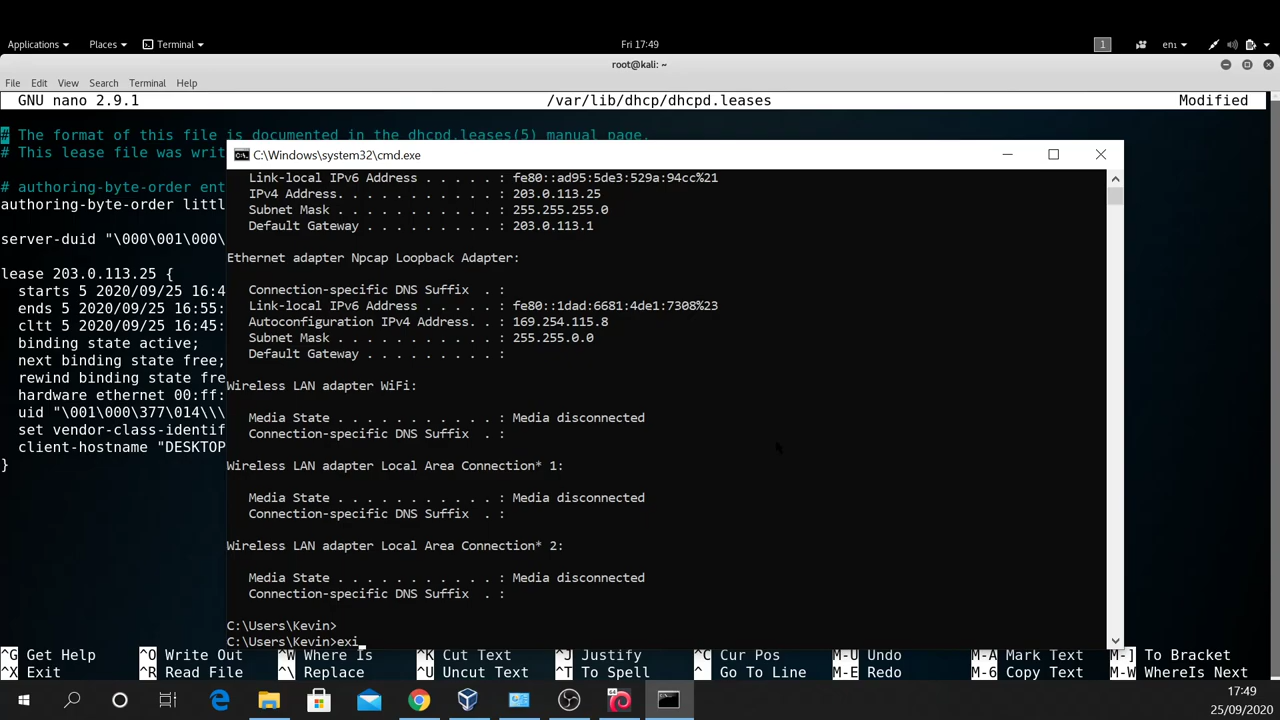 Applications Places Terminal Fri 17:49 1 en₁
root@kali: ~
File Edit View Search Terminal Help
GNU nano 2.9.1 /var/lib/dhcp/dhcpd.leases Modified
# The format of this file is documented in the dhcpd.leases(5) manual page.
# This lease file was writ
# authoring-byte-order ent
authoring-byte-order littl
server-duid "\000\001\000\
lease 203.0.113.25 {
starts 5 2020/09/25 16:4
ends 5 2020/09/25 16:55:
cltt 5 2020/09/25 16:45:
binding state active;
next binding state free;
rewind binding state fre
hardware ethernet 00:ff:
uid "\001\000\377\014\\\
set vendor-class-identif
client-hostname "DESKTOP
}
C:\Windows\system32\cmd.exe
Link-local IPv6 Address . . . . . : fe80::ad95:5de3:529a:94cc%21
IPv4 Address. . . . . . . . . . . : 203.0.113.25
Subnet Mask . . . . . . . . . . . : 255.255.255.0
Default Gateway . . . . . . . . . : 203.0.113.1
Ethernet adapter Npcap Loopback Adapter:
Connection-specific DNS Suffix  . :
Link-local IPv6 Address . . . . . : fe80::1dad:6681:4de1:7308%23
Autoconfiguration IPv4 Address. . : 169.254.115.8
Subnet Mask . . . . . . . . . . . : 255.255.0.0
Default Gateway . . . . . . . . . :
Wireless LAN adapter WiFi:
Media State . . . . . . . . . . . : Media disconnected
Connection-specific DNS Suffix  . :
Wireless LAN adapter Local Area Connection* 1:
Media State . . . . . . . . . . . : Media disconnected
Connection-specific DNS Suffix  . :
Wireless LAN adapter Local Area Connection* 2:
Media State . . . . . . . . . . . : Media disconnected
Connection-specific DNS Suffix  . :
C:\Users\Kevin>
C:\Users\Kevin>exi
^G Get Help ^O Write Out ^W Where Is ^K Cut Text ^J Justify ^C Cur Pos M-U Undo M-A Mark Text M-] To Bracket
^X Exit ^R Read File ^\ Replace ^U Uncut Text ^T To Spell ^_ Go To Line M-E Redo M-6 Copy Text M-W WhereIs Next
17:49
25/09/2020